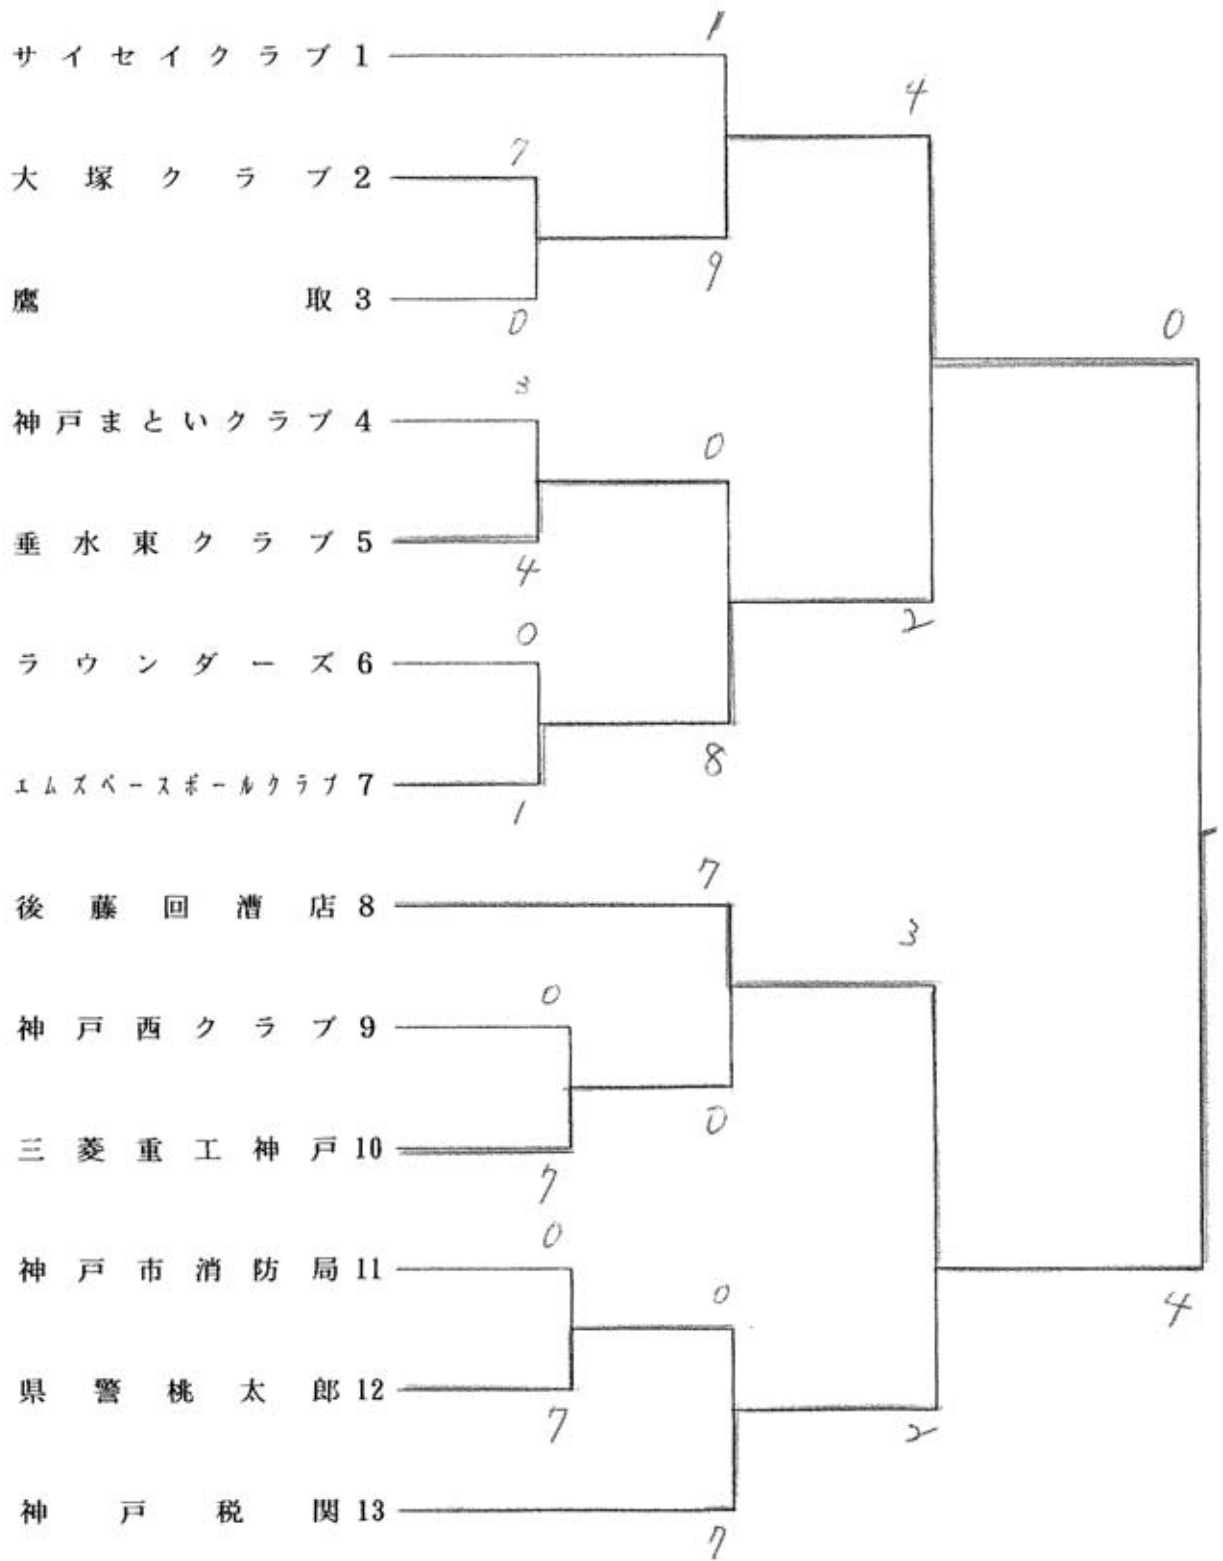 1
サイセイクラブ 1
4
7
大塚クラブ 2
9
鷹取 3
0
0
3
神戸まといクラブ 4
0
垂水東クラブ 5
4
0
2
ラウンダーズ 6
8
エムズベースボールクラブ 7
1
7
後藤回漕店 8
3
0
神戸西クラブ 9
0
三菱重工神戸 10
7
0
神戸市消防局 11
0
4
県警桃太郎 12
7
2
神戸税関 13
7